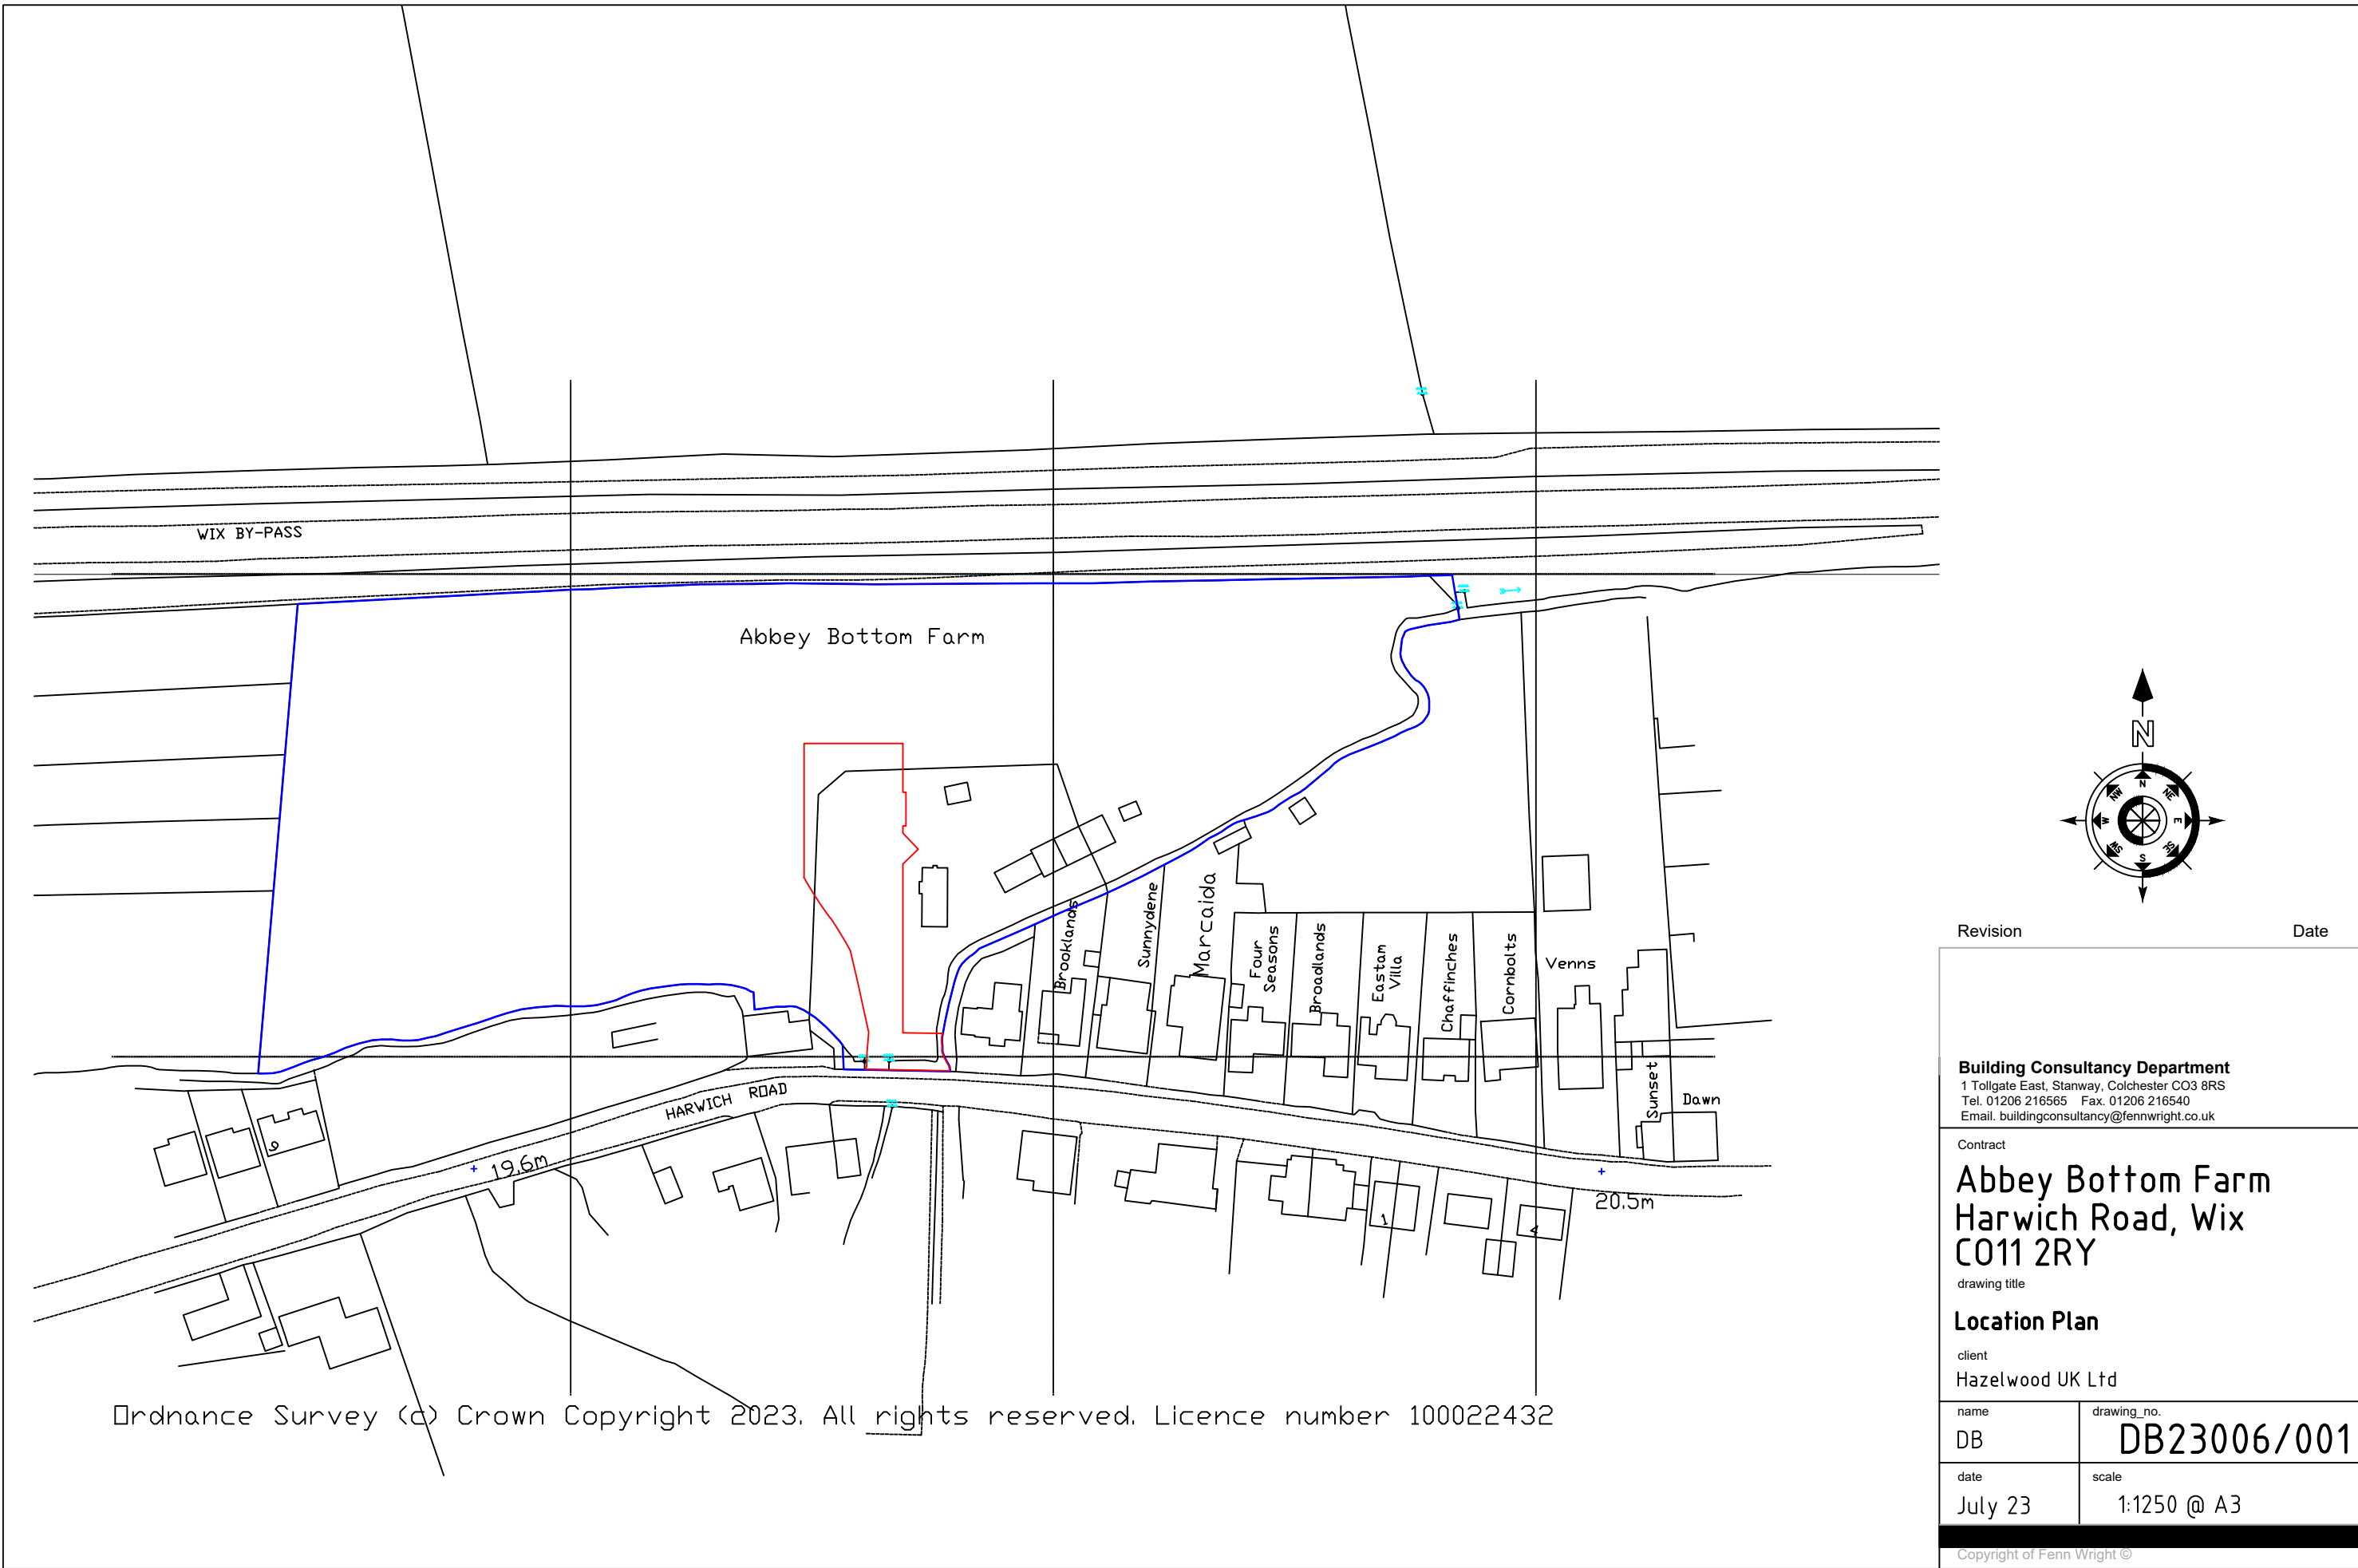 WIX BY-PASS
Abbey Bottom Farm
Brooklands
Sunnydene
Marcaida
Four
Seasons
Broadlands
Eastam
Villa
Chaffinches
Cornbolts
Venns
Sunset
Dawn
HARWICH ROAD
9
19.6m
20.5m
1
4
Ordnance Survey (c) Crown Copyright 2023. All rights reserved. Licence number 100022432
N
N
NE
E
SE
S
SW
W
NW
Revision Date
Building Consultancy Department
1 Tollgate East, Stanway, Colchester CO3 8RS
Tel. 01206 216565 Fax. 01206 216540
Email. buildingconsultancy@fennwright.co.uk
Contract
Abbey Bottom Farm
Harwich Road, Wix
CO11 2RY
drawing title
Location Plan
client
Hazelwood UK Ltd
name drawing_no.
DB DB23006/001
date scale
July 23 1:1250 @ A3
Copyright of Fenn Wright ©